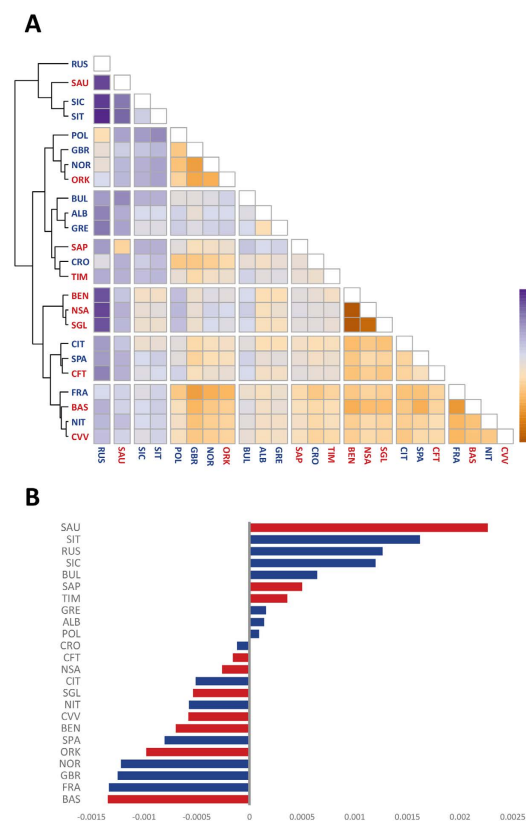 A
RUS
SAU
SIC
SIT
POL
GBR
NOR
ORK
BUL
ALB
GRE
SAP
CRO
TIM
BEN
NSA
SGL
CIT
SPA
CFT
FRA
BAS
NIT
CVV
RUS SAU SIC SIT POL GBR NOR ORK BUL ALB GRE SAP CRO TIM BEN NSA SGL CIT SPA CFT FRA BAS NIT CVV
B
SAU
SIT
RUS
SIC
BUL
SAP
TIM
GRE
ALB
POL
CRO
CFT
NSA
CIT
SGL
NIT
CVV
BEN
SPA
ORK
NOR
GBR
FRA
BAS
-0.0015 -0.001 -0.0005 0 0.0005 0.001 0.0015 0.002 0.0025